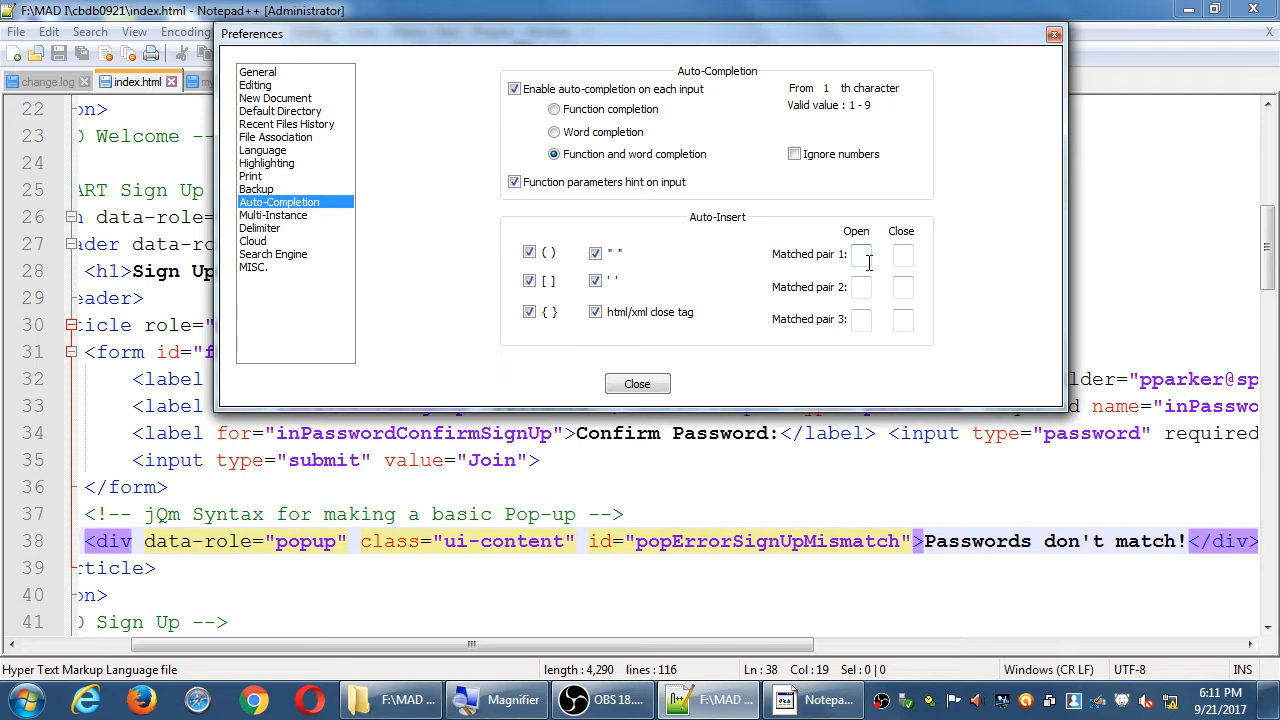 F:\MAD I\cbdb0921\index.html - Notepad++ [Administrator]
File Edit Search View Encoding
X
change.log index.html my
Preferences
General
Editing
New Document
Default Directory
Recent Files History
File Association
Language
Highlighting
Print
Backup
Auto-Completion
Multi-Instance
Delimiter
Cloud
Search Engine
MISC.
Auto-Completion
Enable auto-completion on each input
From 1 th character
Valid value : 1 - 9
Function completion
Word completion
Function and word completion
Ignore numbers
Function parameters hint on input
Auto-Insert
Open Close
( ) " " Matched pair 1:
[ ] ' ' Matched pair 2:
{ } html/xml close tag Matched pair 3:
Close
22 on>
23 ) Welcome --
24
25 ART Sign Up
26 n data-role=
27 ader data-ro
28 <h1>Sign Up
29 eader>
30 ticle role="
31 <form id="f
32 <label lder="pparker@sp
33 <label d name="inPasswo
34 <label for="inPasswordConfirmSignUp">Confirm Password:</label> <input type="password" required
35 <input type="submit" value="Join">
36 </form>
37 <!-- jQm Syntax for making a basic Pop-up -->
38 <div data-role="popup" class="ui-content" id="popErrorSignUpMismatch">Passwords don't match!</div>
39 rticle>
40 on>
41 ) Sign Up -->
Hyper Text Markup Language file length : 4,290 lines : 116 Ln : 38 Col : 19 Sel : 0 | 0 Windows (CR LF) UTF-8 INS
F:\MAD ... Magnifier OBS 18.... F:\MAD ... Notepa...
6:11 PM
9/21/2017